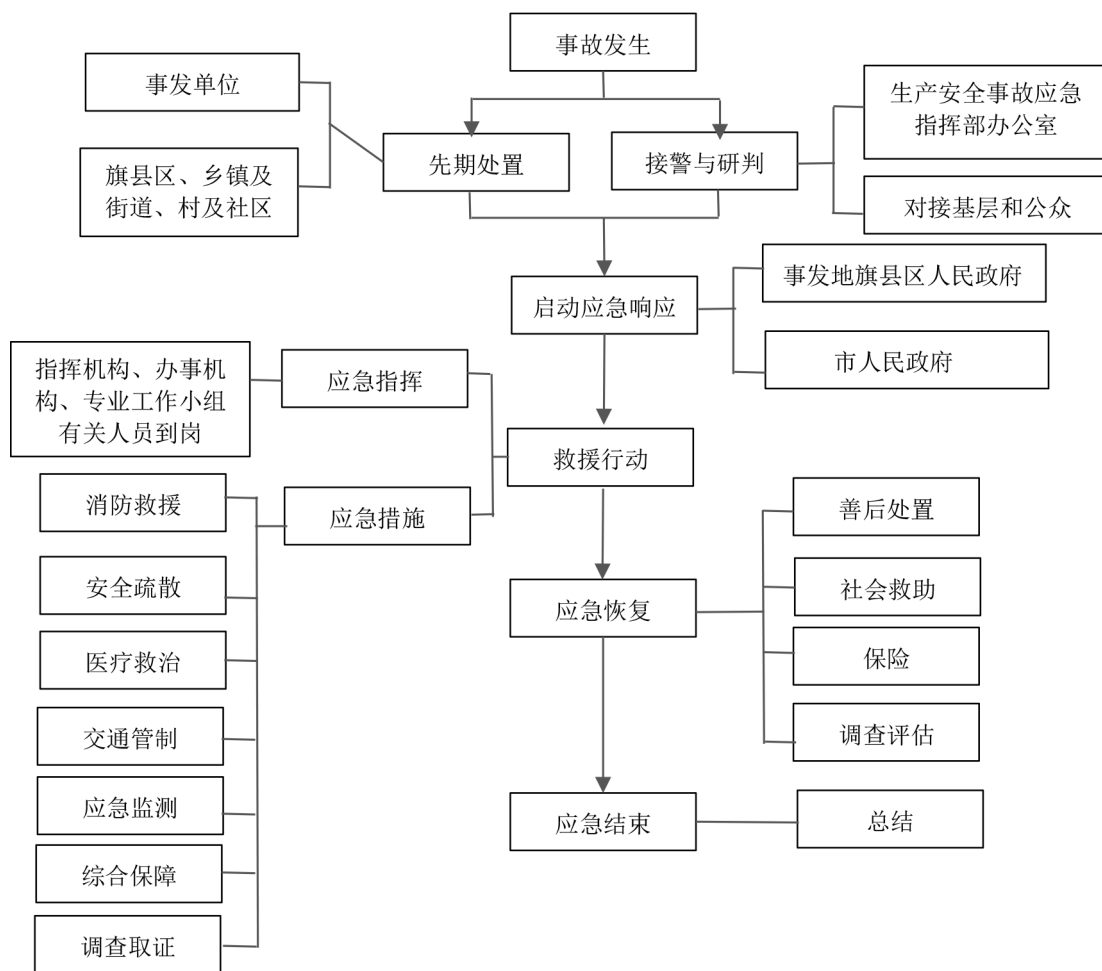 事故发生
事发单位
生产安全事故应急
指挥部办公室
先期处置
接警与研判
旗县区、乡镇及
街道、村及社区
对接基层和公众
事发地旗县区人民政府
启动应急响应
市人民政府
指挥机构、办事机
构、专业工作小组
有关人员到岗
应急指挥
救援行动
消防救援
应急措施
善后处置
安全疏散
应急恢复
社会救助
医疗救治
保险
交通管制
调查评估
应急监测
应急结束
总结
综合保障
调查取证